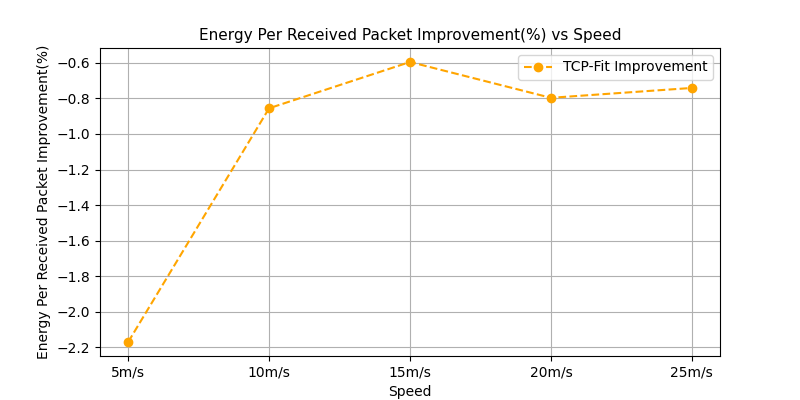 Energy Per Received Packet Improvement(%) vs Speed
Energy Per Received Packet Improvement(%)
−0.6
−0.8
−1.0
−1.2
−1.4
−1.6
−1.8
−2.0
−2.2
TCP-Fit Improvement
5m/s 10m/s 15m/s 20m/s 25m/s
Speed